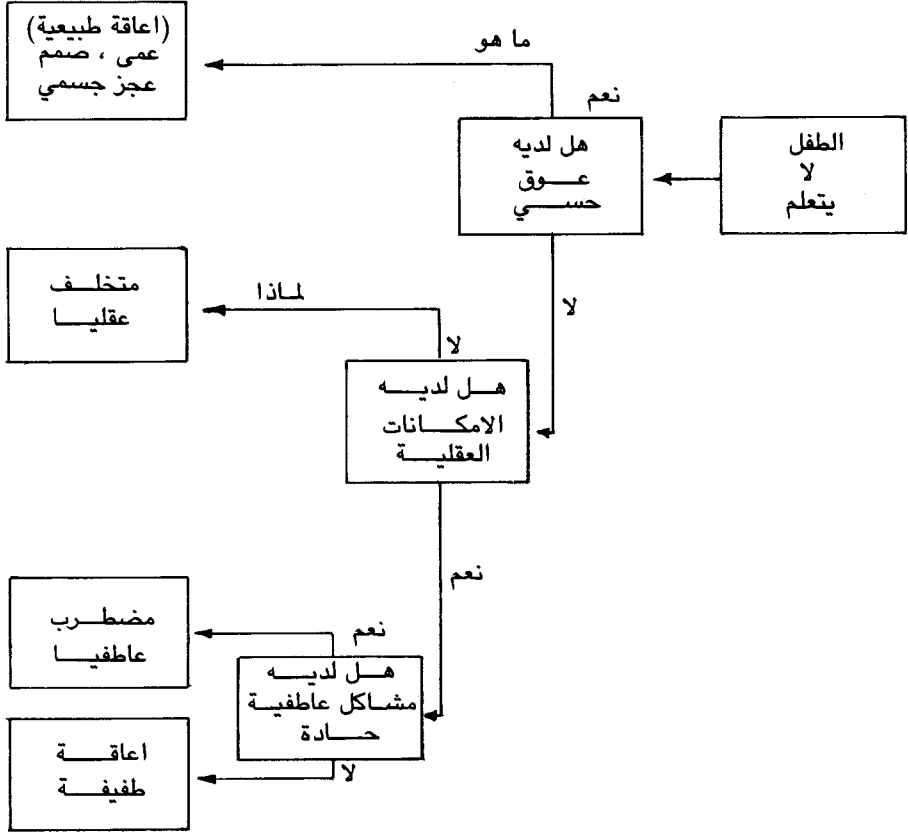 (اعاقة طبيعية)
عمى ، صمم
عجز جسمي
ما هو
نعم
هل لديه
عوق
حسي
الطفل
لا
يتعلم
لا
متخلف
عقليا
لماذا
لا
هل لديه
الامكانات
العقلية
نعم
مضطرب
عاطفيا
نعم
هل لديه
مشاكل عاطفية
حادة
لا
اعاقة
طفيفة